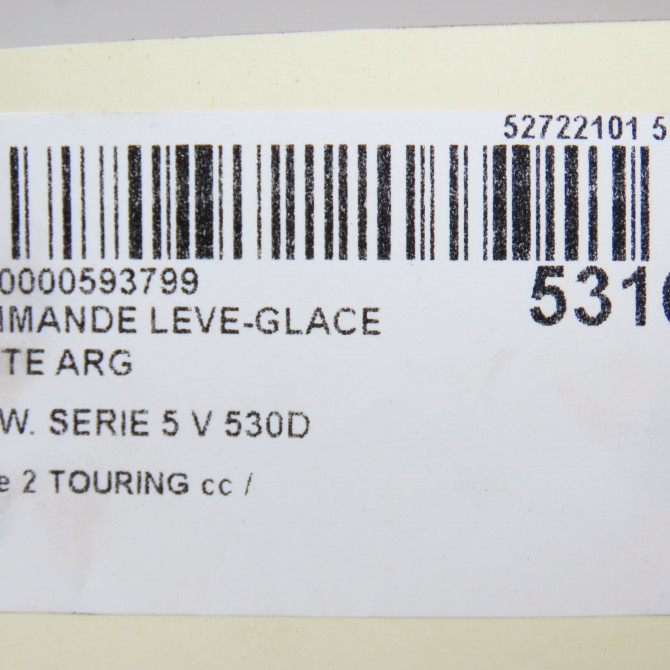 52722101 5
0000593799
531
MMANDE LEVE-GLACE
TE ARG
W. SERIE 5 V 530D
e 2 TOURING cc /